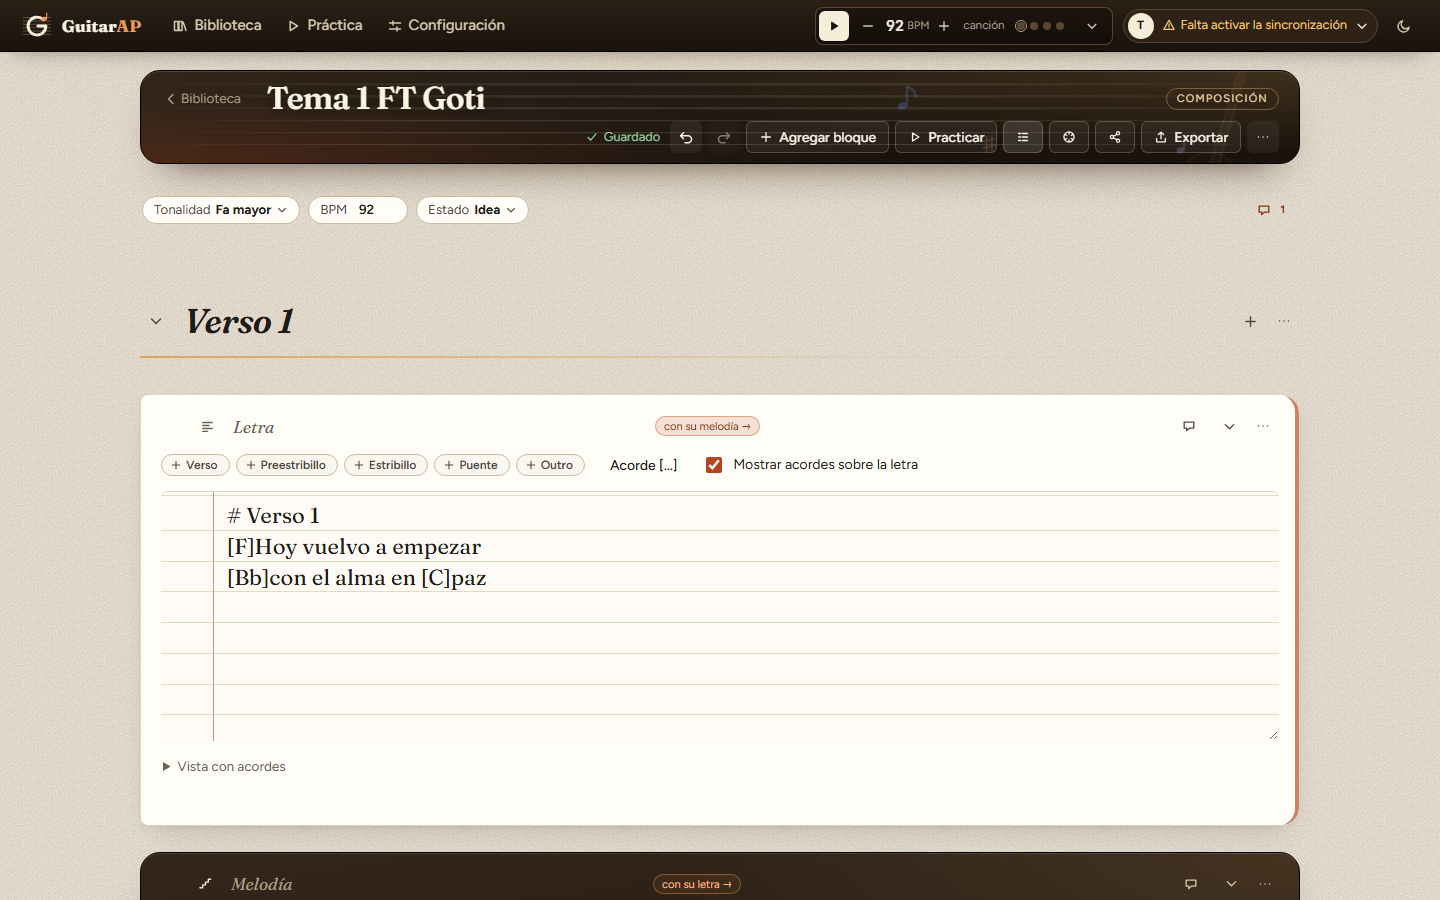 GuitarAP
Biblioteca
Práctica
Configuración
92 BPM
canción
T
Falta activar la sincronización
Biblioteca
Tema 1 FT Goti
COMPOSICIÓN
Guardado
Agregar bloque
Practicar
Exportar
Tonalidad Fa mayor
BPM 92
Estado Idea
1
Verso 1
Letra
con su melodía →
+ Verso
+ Preestribillo
+ Estribillo
+ Puente
+ Outro
Acorde [...]
Mostrar acordes sobre la letra
# Verso 1
[F]Hoy vuelvo a empezar
[Bb]con el alma en [C]paz
Vista con acordes
Melodía
con su letra →